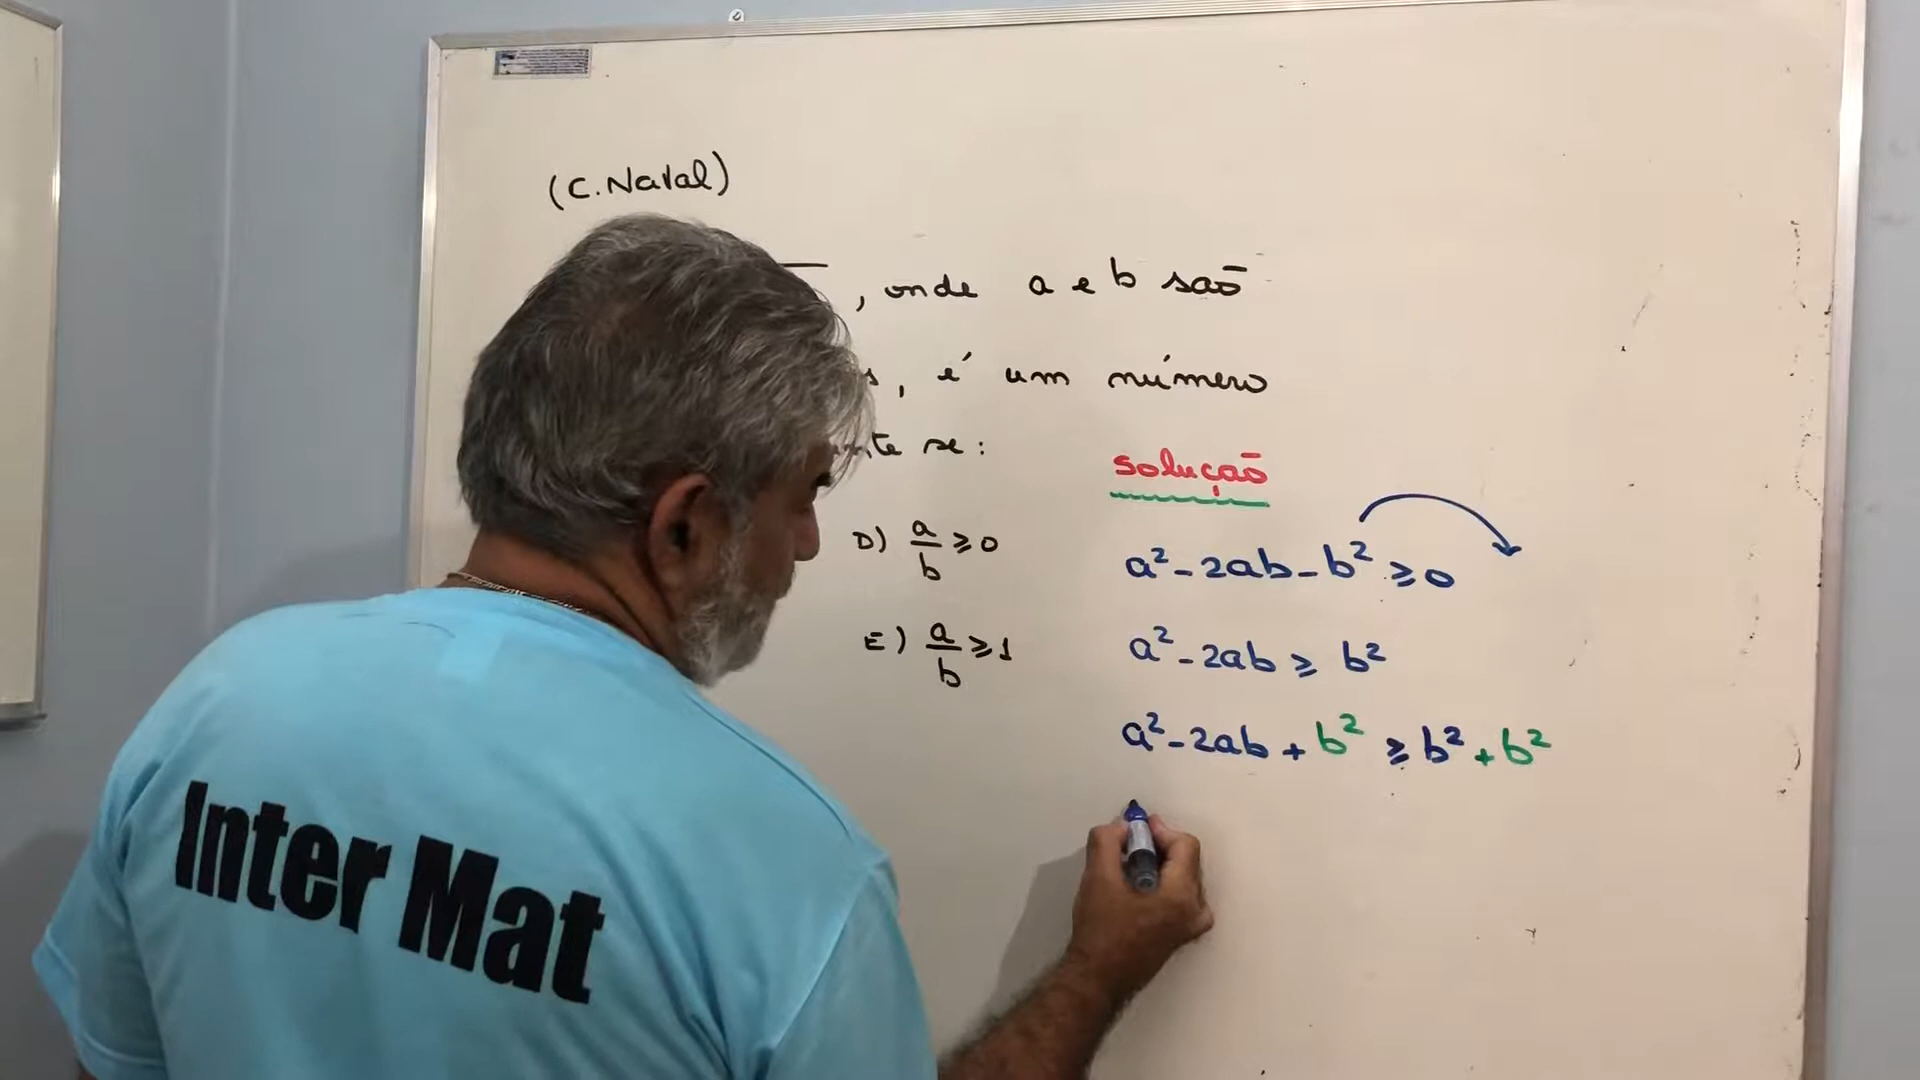 (C.Naval)
, onde a e b são
, é um número
se:
solução
D) a/b ⩾ 0
a² - 2ab - b² ⩾ 0
E) a/b ⩾ 1
a² - 2ab ⩾ b²
a² - 2ab + b² ⩾ b² + b²
Inter Mat